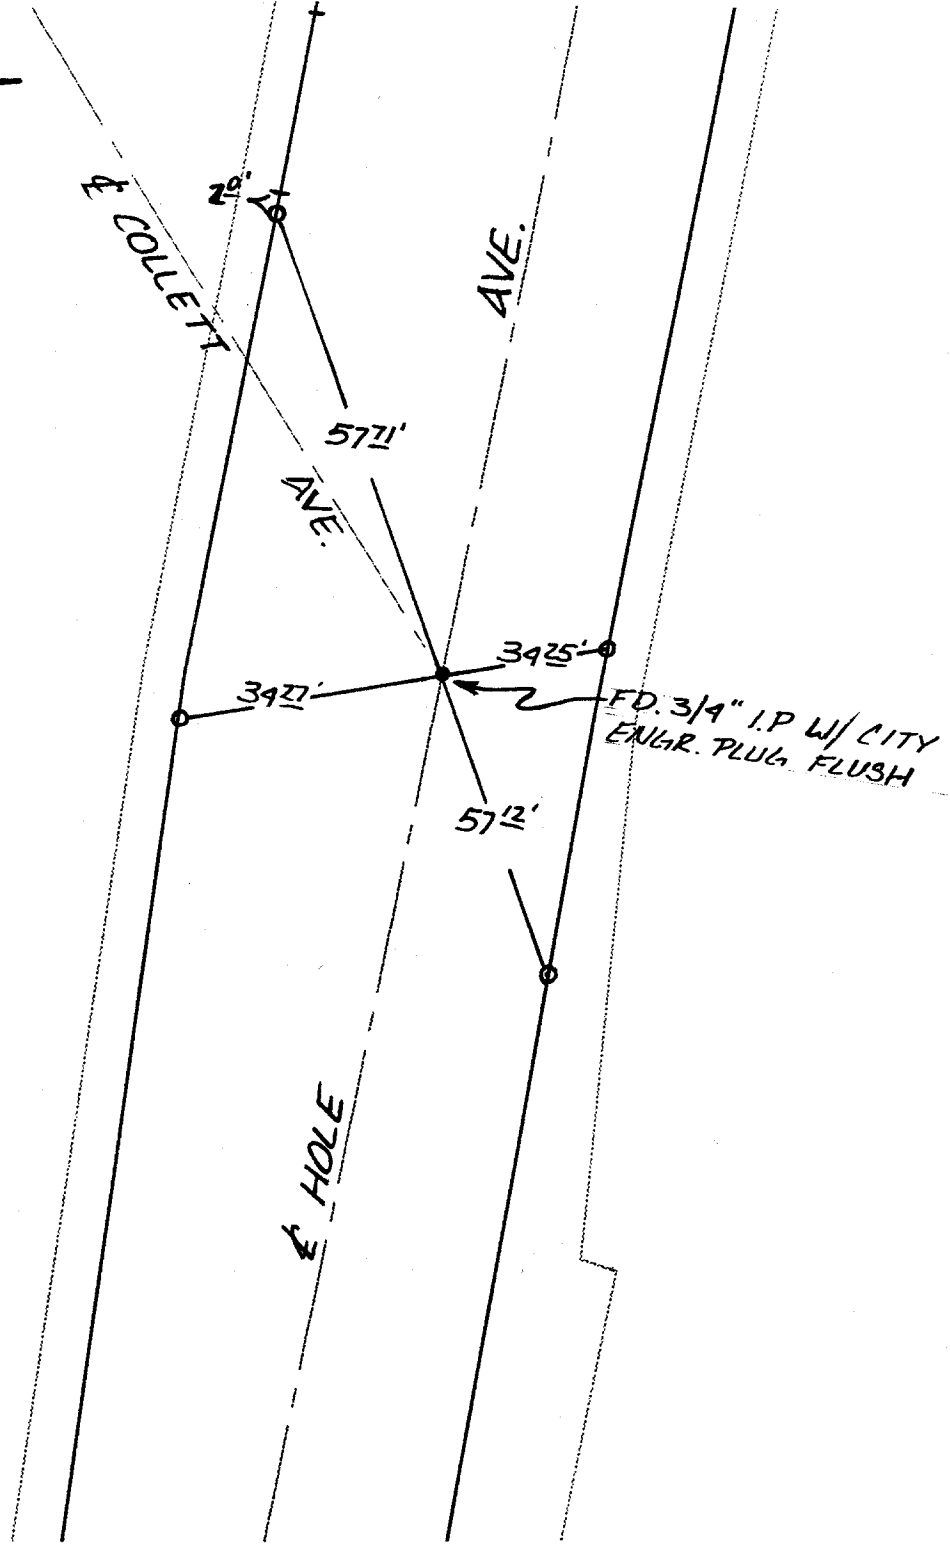 2.0'
℄ COLLETT AVE.
AVE.
57.71'
34.25'
34.27'
FD. 3/4" I.P W/ CITY
ENGR. PLUG FLUSH
57.12'
℄ HOLE